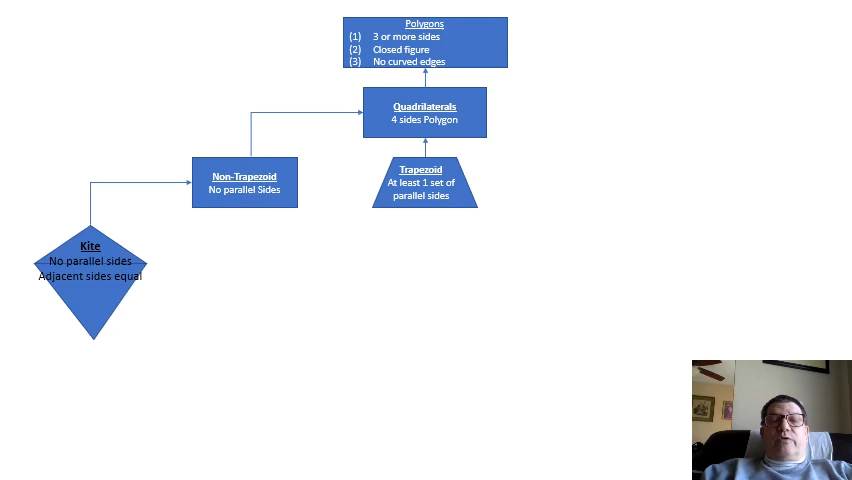 Polygons
(1) 3 or more sides
(2) Closed figure
(3) No curved edges
Quadrilaterals
4 sides Polygon
Non-Trapezoid
No parallel Sides
Trapezoid
At least 1 set of
parallel sides
Kite
No parallel sides
Adjacent sides equal